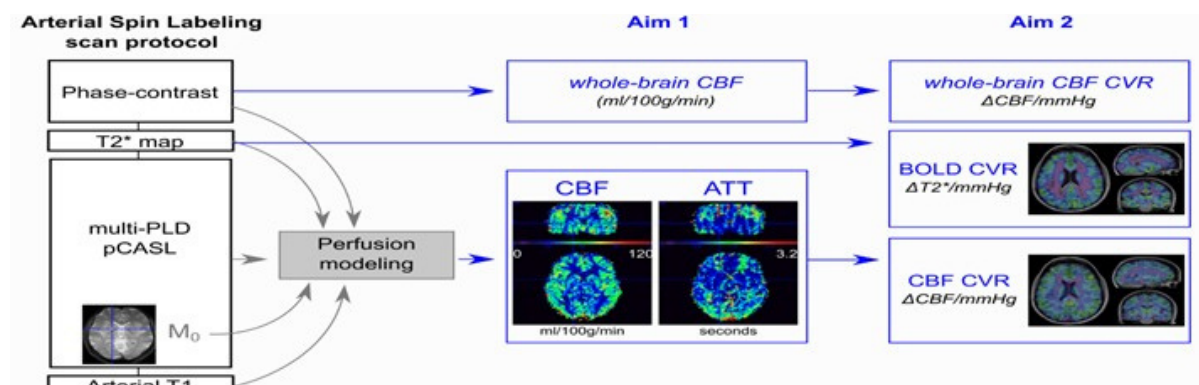 Arterial Spin Labeling
scan protocol
Aim 1
Aim 2
Phase-contrast
whole-brain CBF
(ml/100g/min)
whole-brain CBF CVR
ΔCBF/mmHg
T2* map
BOLD CVR
ΔT2*/mmHg
multi-PLD
pCASL
M₀
Perfusion
modeling
CBF
0
120
ml/100g/min
ATT
3.2
seconds
CBF CVR
ΔCBF/mmHg
Arterial T1